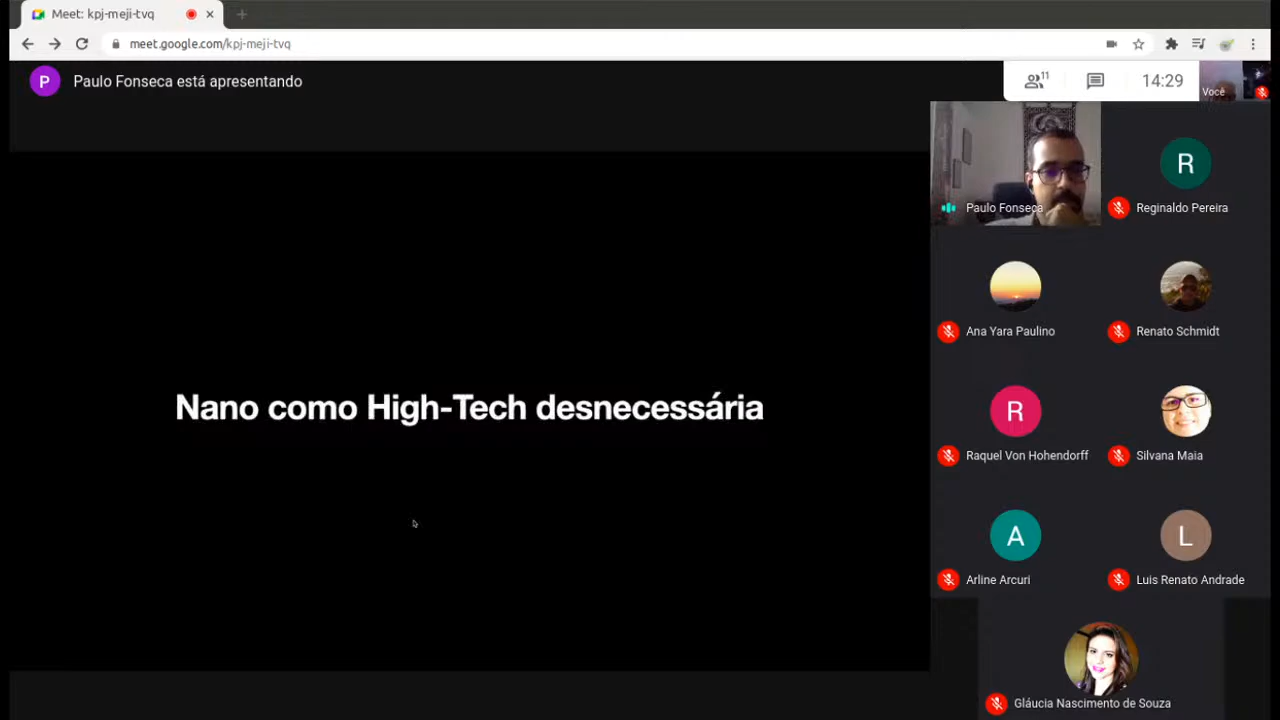 Meet: kpj-meji-tvq
meet.google.com/kpj-meji-tvq
P
Paulo Fonseca está apresentando
11
14:29
Você
Paulo Fonseca
R
Reginaldo Pereira
Ana Yara Paulino
Renato Schmidt
Nano como High-Tech desnecessária
R
Raquel Von Hohendorff
Silvana Maia
A
Arline Arcuri
L
Luis Renato Andrade
Gláucia Nascimento de Souza